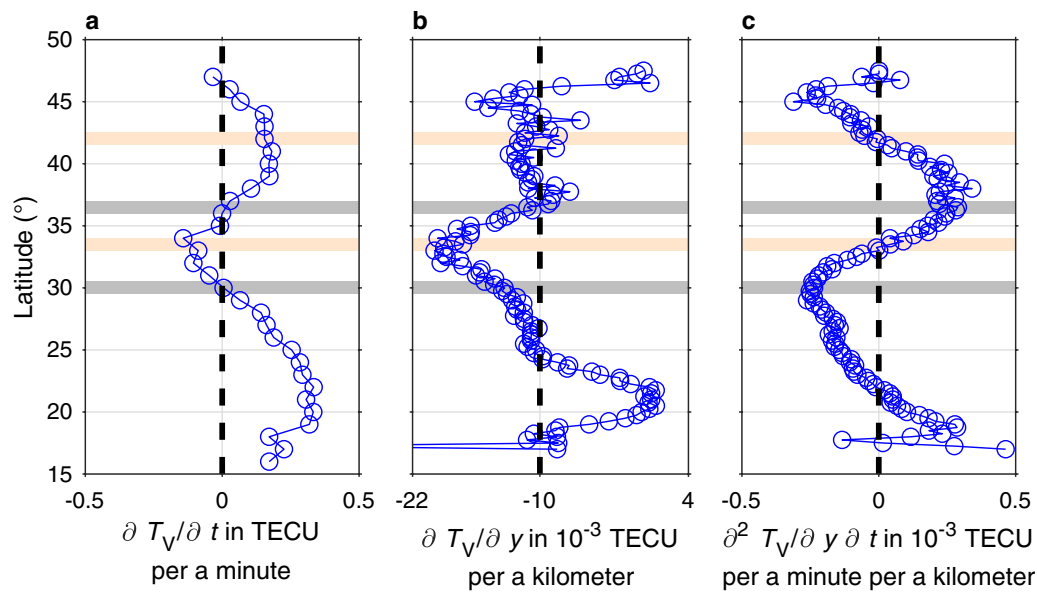 a b c
50
45
40
35
30
25
20
15
Latitude (°)
-0.5 0 0.5 -22 -10 4 -0.5 0 0.5
∂ T_V/∂ t in TECU ∂ T_V/∂ y in 10⁻³ TECU ∂² T_V/∂ y ∂ t in 10⁻³ TECU
per a minute per a kilometer per a minute per a kilometer